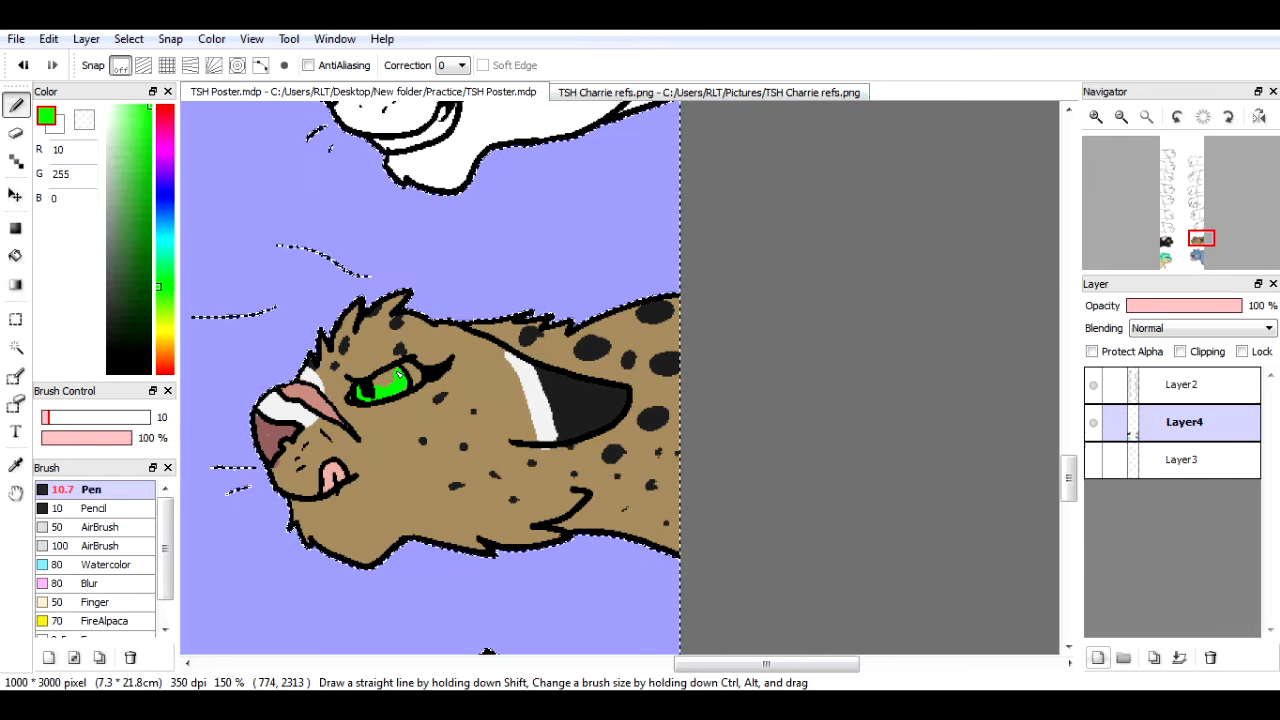 File Edit Layer Select Snap Color View Tool Window Help
Snap off AntiAliasing Correction 0 Soft Edge
Color
TSH Poster.mdp - C:/Users/RLT/Desktop/New folder/Practice/TSH Poster.mdp
TSH Charrie refs.png - C:/Users/RLT/Pictures/TSH Charrie refs.png
Navigator
R 10
G 255
B 0
Layer
Opacity 100 %
Blending Normal
Protect Alpha Clipping Lock
Layer2
Layer4
Layer3
Brush Control
10
100 %
Brush
10.7 Pen
10 Pencil
50 AirBrush
100 AirBrush
80 Watercolor
80 Blur
50 Finger
70 FireAlpaca
T
1000 * 3000 pixel (7.3 * 21.8cm) 350 dpi 150 % ( 774, 2313 ) Draw a straight line by holding down Shift, Change a brush size by holding down Ctrl, Alt, and drag